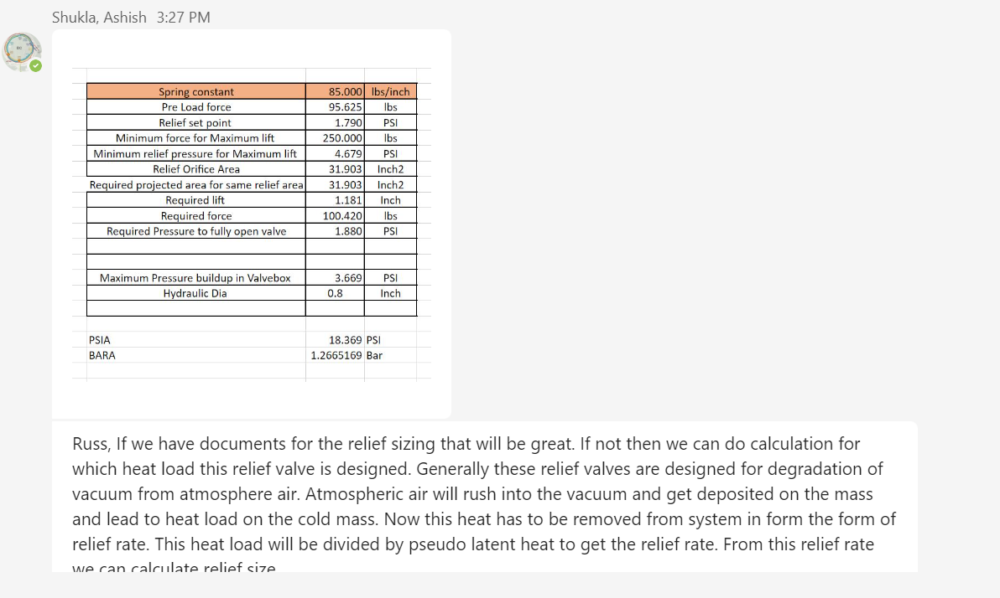 Shukla, Ashish 3:27 PM
Spring constant 85.000 lbs/inch
Pre Load force 95.625 lbs
Relief set point 1.790 PSI
Minimum force for Maximum lift 250.000 lbs
Minimum relief pressure for Maximum lift 4.679 PSI
Relief Orifice Area 31.903 Inch2
Required projected area for same relief area 31.903 Inch2
Required lift 1.181 Inch
Required force 100.420 lbs
Required Pressure to fully open valve 1.880 PSI
Maximum Pressure buildup in Valvebox 3.669 PSI
Hydraulic Dia 0.8 Inch
PSIA 18.369 PSI
BARA 1.2665169 Bar
Russ, If we have documents for the relief sizing that will be great. If not then we can do calculation for
which heat load this relief valve is designed. Generally these relief valves are designed for degradation of
vacuum from atmosphere air. Atmospheric air will rush into the vacuum and get deposited on the mass
and lead to heat load on the cold mass. Now this heat has to be removed from system in form the form of
relief rate. This heat load will be divided by pseudo latent heat to get the relief rate. From this relief rate
we can calculate relief size